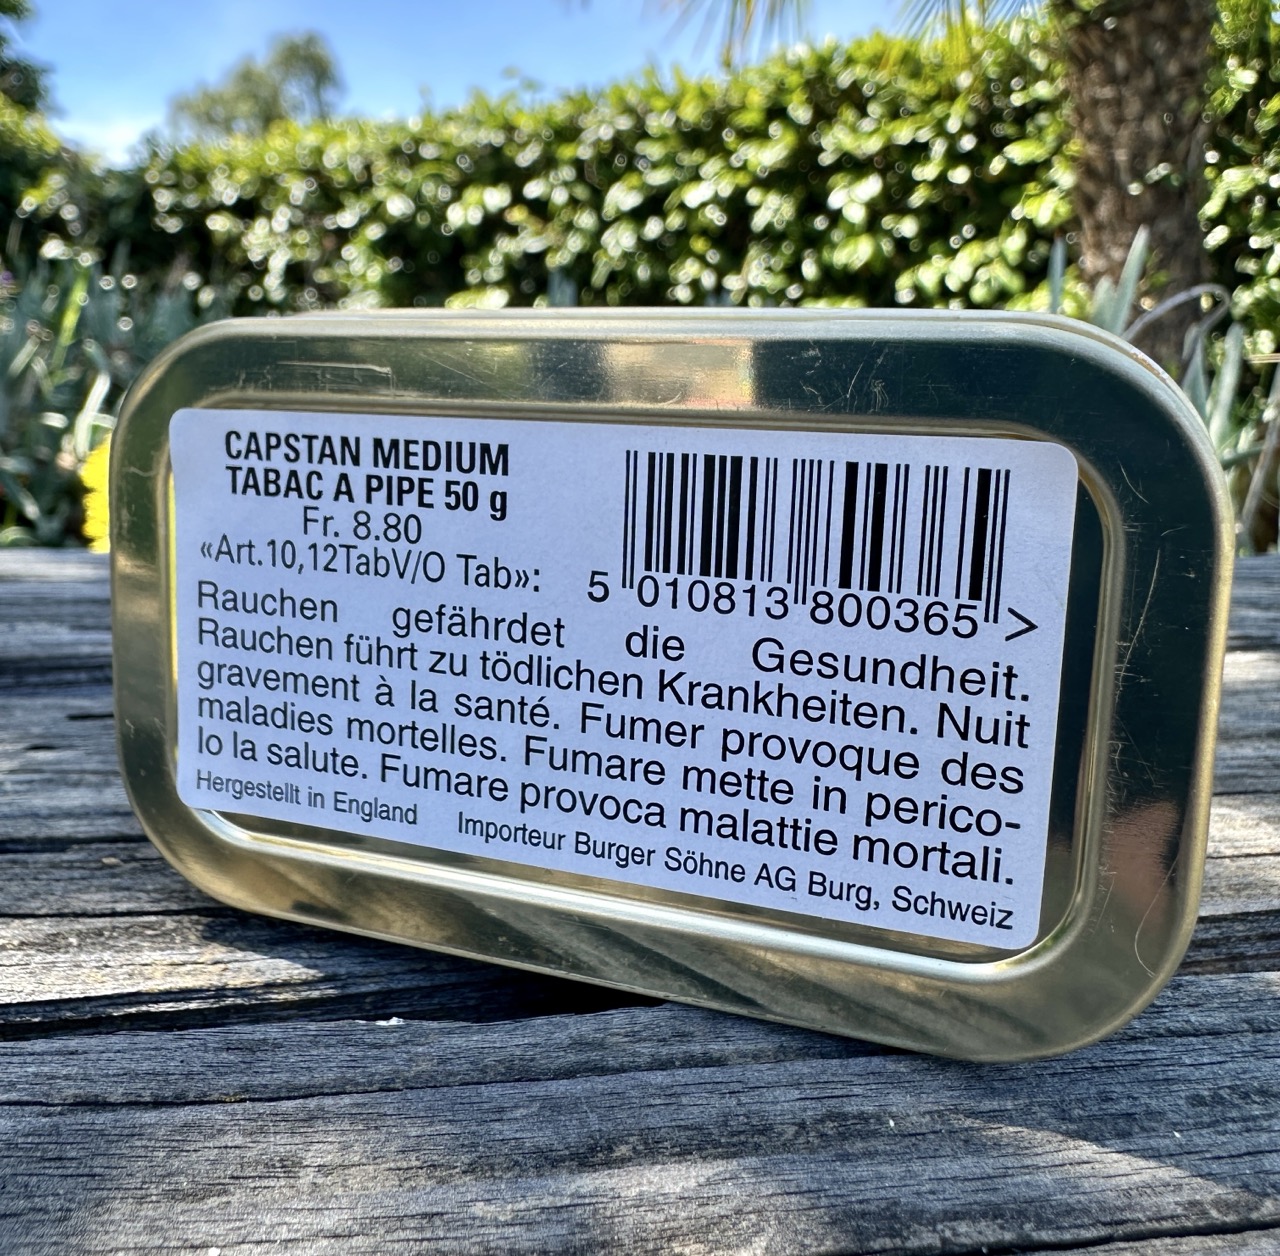 CAPSTAN MEDIUM
TABAC A PIPE 50 g
Fr. 8.80
«Art.10,12TabV/O Tab»:
5 010813 800365 >
Rauchen gefährdet die Gesundheit.
Rauchen führt zu tödlichen Krankheiten. Nuit
gravement à la santé. Fumer provoque des
maladies mortelles. Fumare mette in perico-
lo la salute. Fumare provoca malattie mortali.
Hergestellt in England Importeur Burger Söhne AG Burg, Schweiz